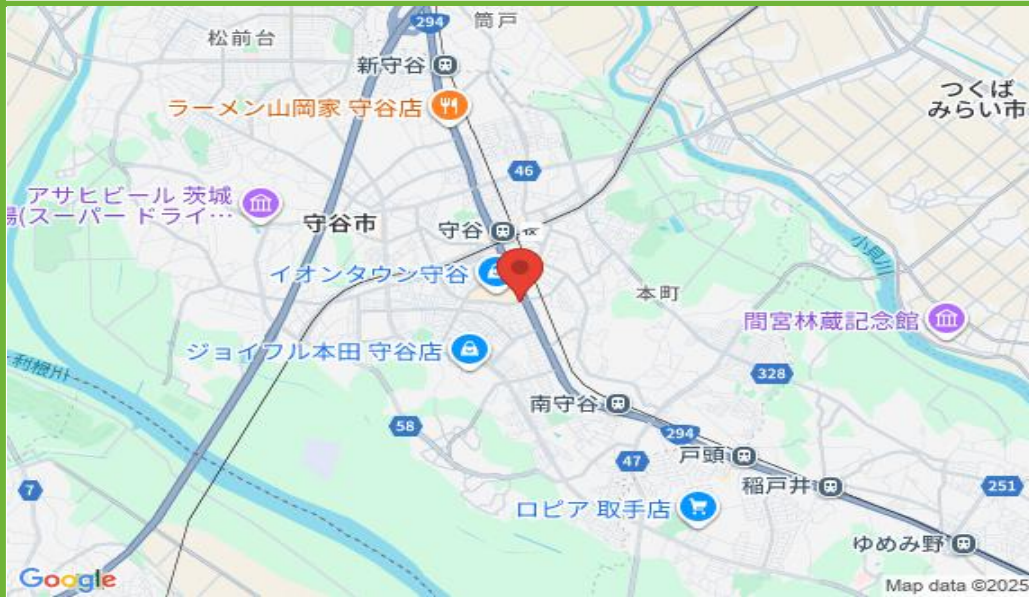 294
筒戸
松前台
新守谷
つくば
みらい市
ラーメン山岡家 守谷店
46
アサヒビール 茨城
場(スーパー ドライ…
守谷市
守谷
小貝川
イオンタウン守谷
本町
間宮林蔵記念館
ジョイフル本田 守谷店
利根川
328
南守谷
58
294
戸頭
47
7
稲戸井
251
ロピア 取手店
ゆめみ野
Google
Map data ©2025